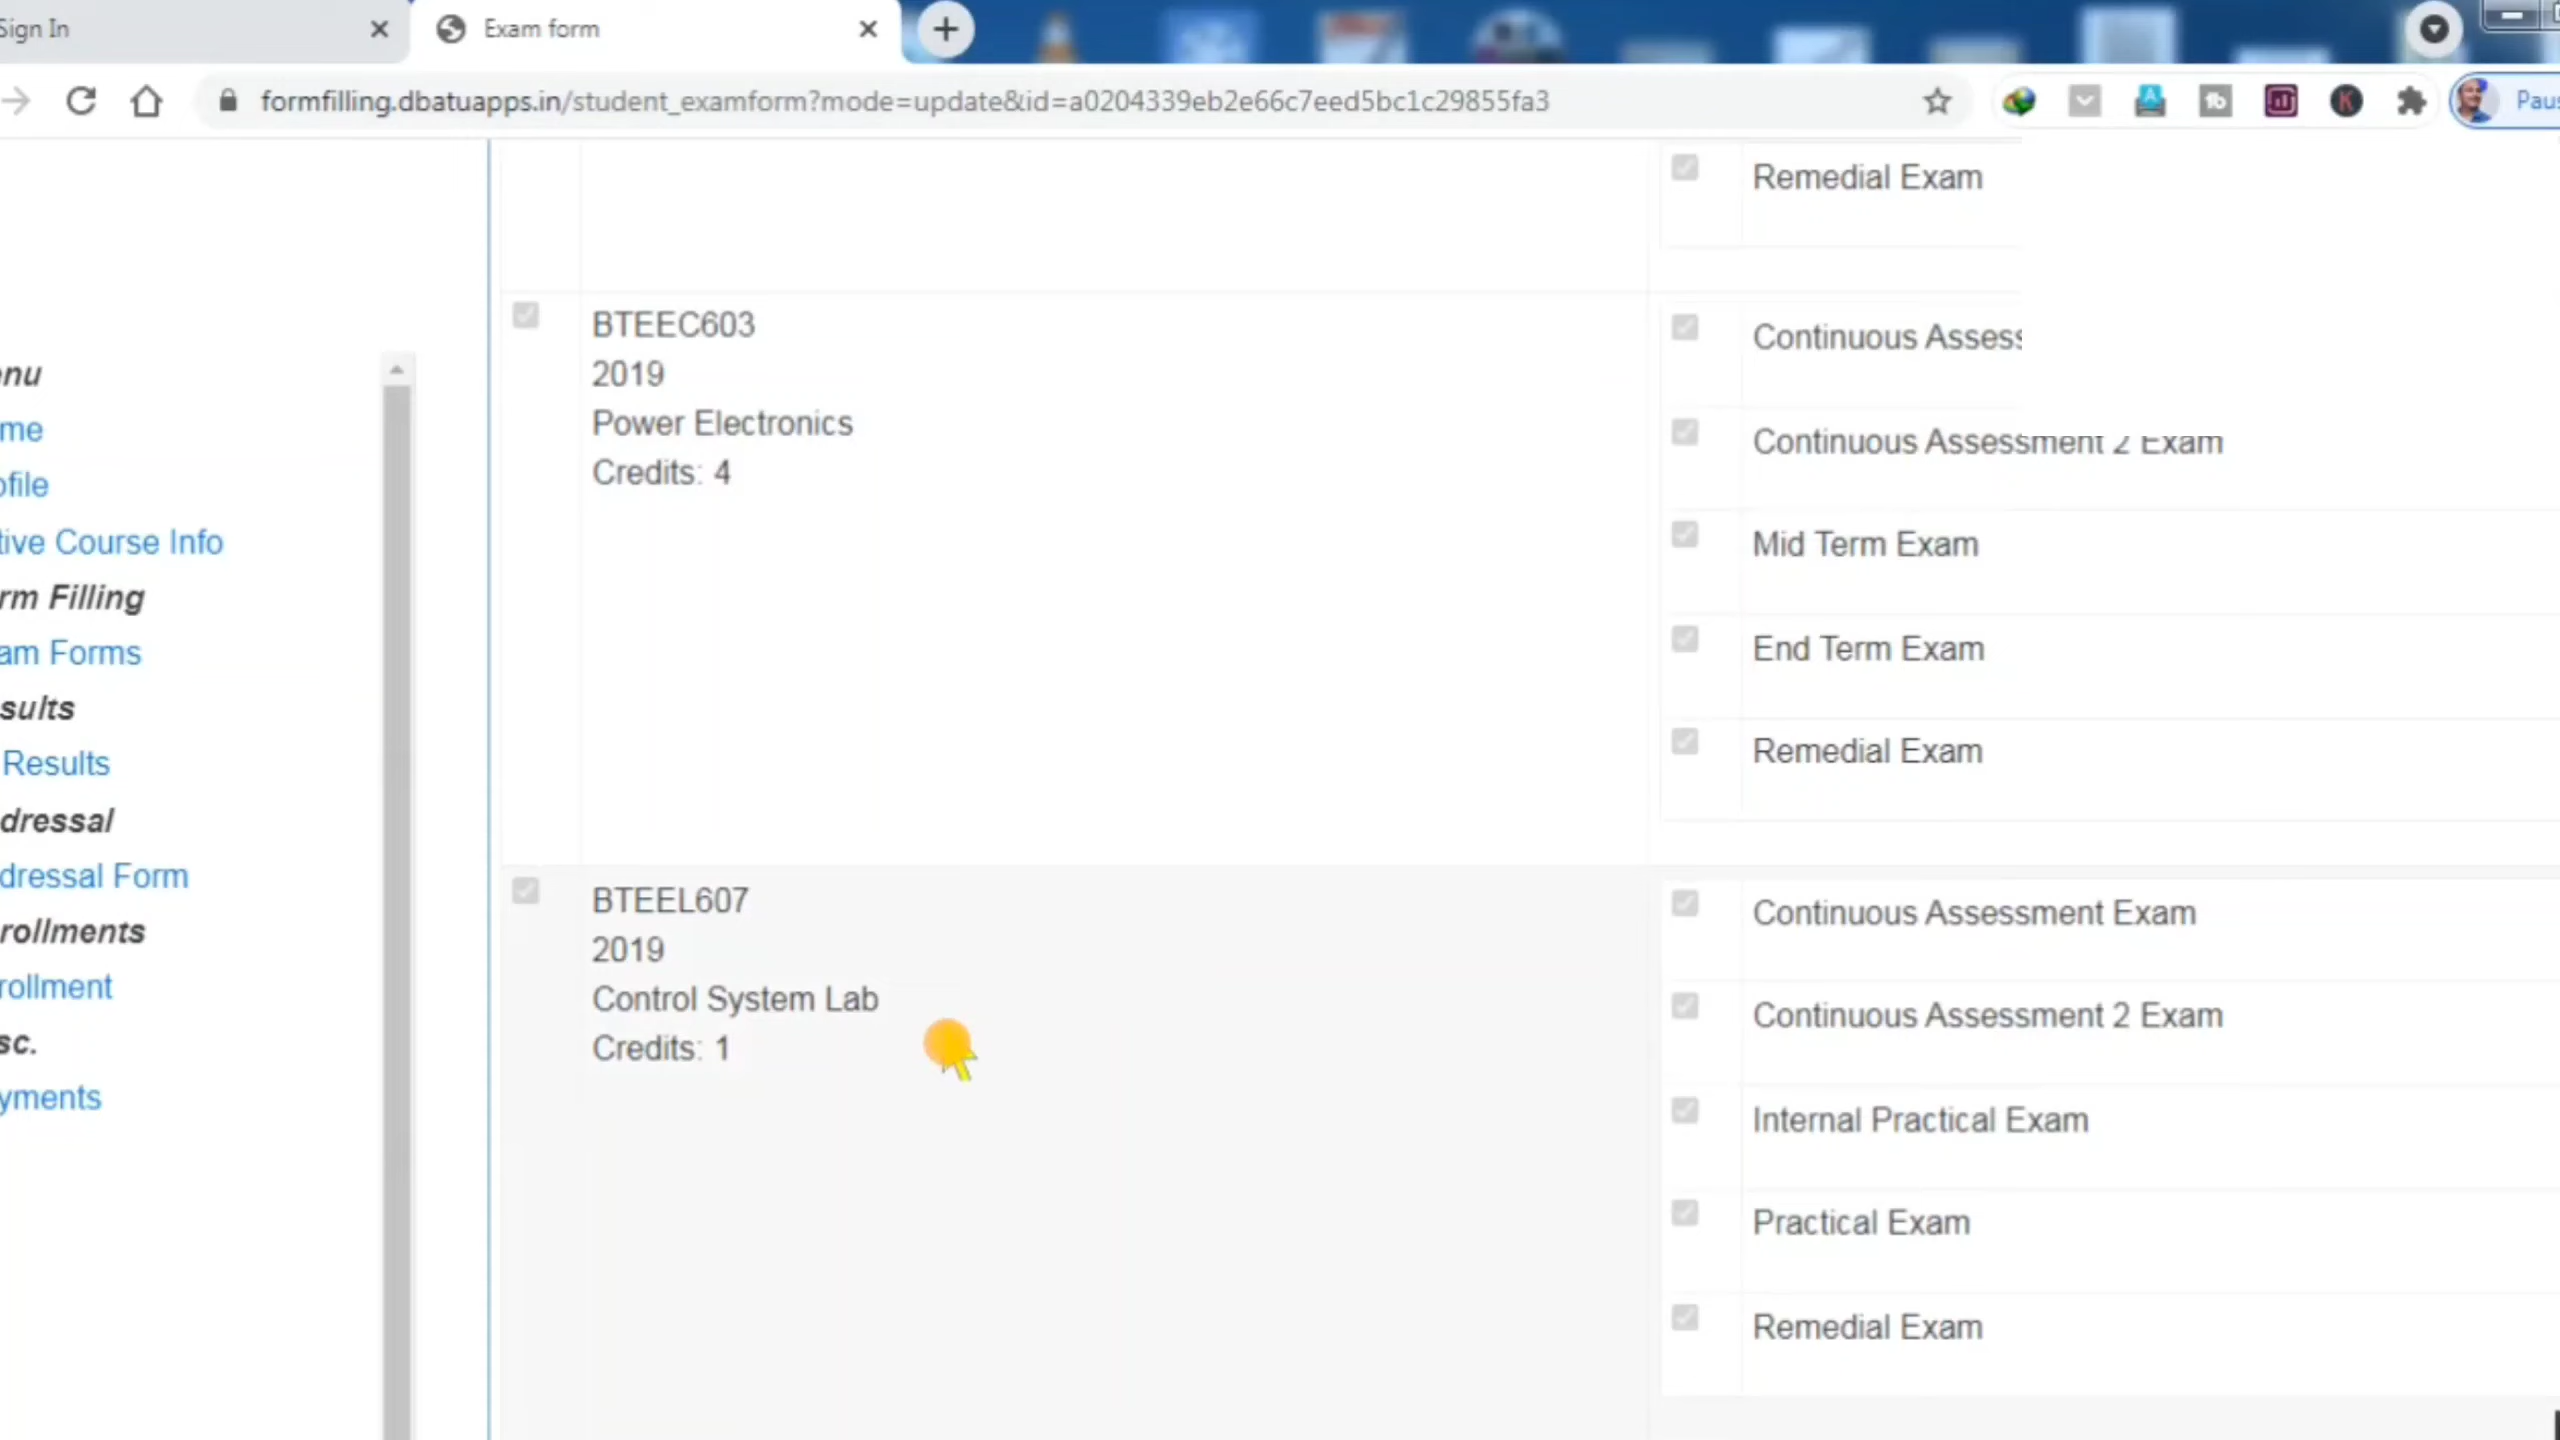 Sign In
Exam form
formfilling.dbatuapps.in/student_examform?mode=update&id=a0204339eb2e66c7eed5bc1c29855fa3
Paus
enu
me
ofile
tive Course Info
rm Filling
am Forms
sults
Results
dressal
dressal Form
rollments
rollment
sc.
yments
Remedial Exam
BTEEC603
2019
Power Electronics
Credits: 4
Continuous Assess
Continuous Assessment 2 Exam
Mid Term Exam
End Term Exam
Remedial Exam
BTEEL607
2019
Control System Lab
Credits: 1
Continuous Assessment Exam
Continuous Assessment 2 Exam
Internal Practical Exam
Practical Exam
Remedial Exam